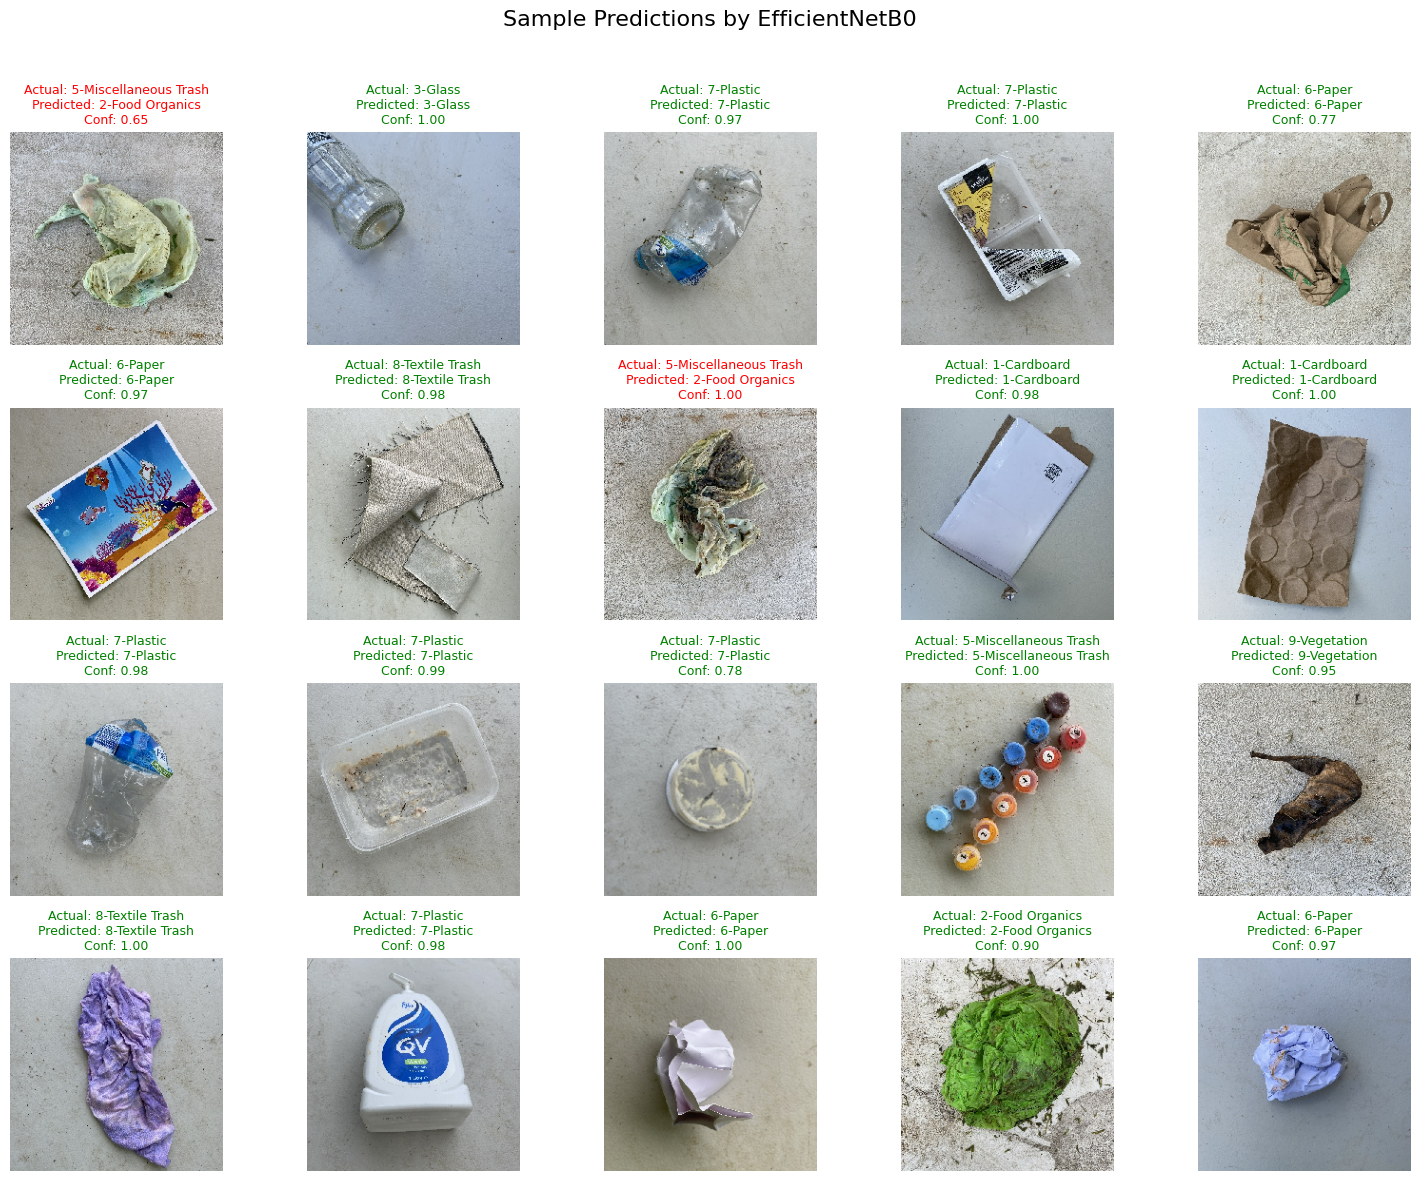 Sample Predictions by EfficientNetB0
Actual: 5-Miscellaneous Trash
Predicted: 2-Food Organics
Conf: 0.65
Actual: 3-Glass
Predicted: 3-Glass
Conf: 1.00
Actual: 7-Plastic
Predicted: 7-Plastic
Conf: 0.97
Actual: 7-Plastic
Predicted: 7-Plastic
Conf: 1.00
Actual: 6-Paper
Predicted: 6-Paper
Conf: 0.77
Actual: 6-Paper
Predicted: 6-Paper
Conf: 0.97
Actual: 8-Textile Trash
Predicted: 8-Textile Trash
Conf: 0.98
Actual: 5-Miscellaneous Trash
Predicted: 2-Food Organics
Conf: 1.00
Actual: 1-Cardboard
Predicted: 1-Cardboard
Conf: 0.98
Actual: 1-Cardboard
Predicted: 1-Cardboard
Conf: 1.00
Actual: 7-Plastic
Predicted: 7-Plastic
Conf: 0.98
Actual: 7-Plastic
Predicted: 7-Plastic
Conf: 0.99
Actual: 7-Plastic
Predicted: 7-Plastic
Conf: 0.78
Actual: 5-Miscellaneous Trash
Predicted: 5-Miscellaneous Trash
Conf: 1.00
Actual: 9-Vegetation
Predicted: 9-Vegetation
Conf: 0.95
Actual: 8-Textile Trash
Predicted: 8-Textile Trash
Conf: 1.00
Actual: 7-Plastic
Predicted: 7-Plastic
Conf: 0.98
QV
Actual: 6-Paper
Predicted: 6-Paper
Conf: 1.00
Actual: 2-Food Organics
Predicted: 2-Food Organics
Conf: 0.90
Actual: 6-Paper
Predicted: 6-Paper
Conf: 0.97